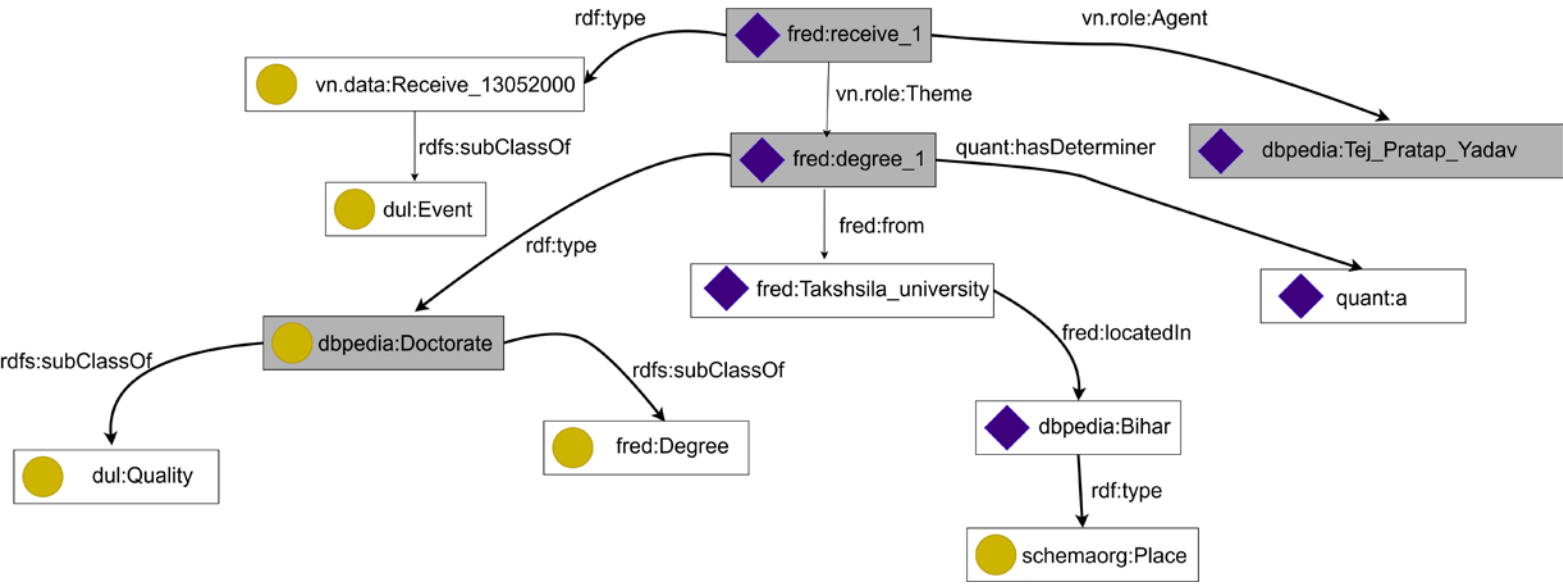 rdf:type
fred:receive_1
vn.role:Agent
vn.data:Receive_13052000
vn.role:Theme
rdfs:subClassOf
fred:degree_1
quant:hasDeterminer
dbpedia:Tej_Pratap_Yadav
dul:Event
fred:from
rdf:type
fred:Takshsila_university
quant:a
dbpedia:Doctorate
fred:locatedIn
rdfs:subClassOf
rdfs:subClassOf
dbpedia:Bihar
fred:Degree
dul:Quality
rdf:type
schemaorg:Place